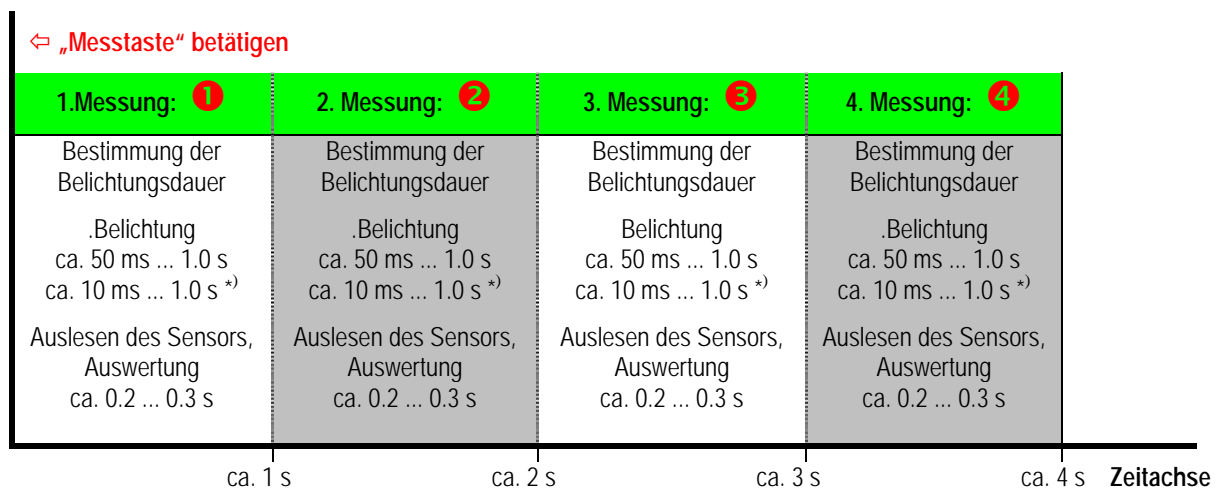 ⇦ „Messtaste“ betätigen
1.Messung: ❶
2. Messung: ❷
3. Messung: ❸
4. Messung: ❹
Bestimmung der
Belichtungsdauer
.Belichtung
ca. 50 ms ... 1.0 s
ca. 10 ms ... 1.0 s *)
Auslesen des Sensors,
Auswertung
ca. 0.2 ... 0.3 s
Bestimmung der
Belichtungsdauer
.Belichtung
ca. 50 ms ... 1.0 s
ca. 10 ms ... 1.0 s *)
Auslesen des Sensors,
Auswertung
ca. 0.2 ... 0.3 s
Bestimmung der
Belichtungsdauer
Belichtung
ca. 50 ms ... 1.0 s
ca. 10 ms ... 1.0 s *)
Auslesen des Sensors,
Auswertung
ca. 0.2 ... 0.3 s
Bestimmung der
Belichtungsdauer
.Belichtung
ca. 50 ms ... 1.0 s
ca. 10 ms ... 1.0 s *)
Auslesen des Sensors,
Auswertung
ca. 0.2 ... 0.3 s
ca. 1 s
ca. 2 s
ca. 3 s
ca. 4 s
Zeitachse